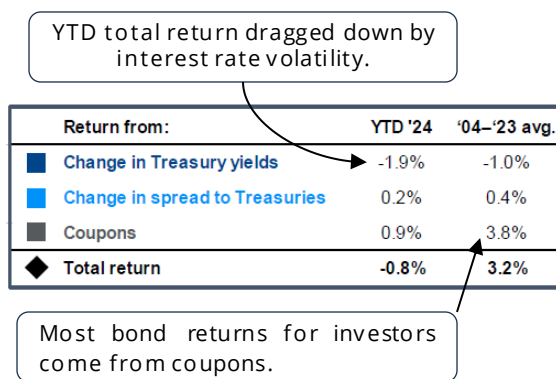 YTD total return dragged down by
interest rate volatility.
Return from: YTD '24 '04–'23 avg.
Change in Treasury yields -1.9% -1.0%
Change in spread to Treasuries 0.2% 0.4%
Coupons 0.9% 3.8%
Total return -0.8% 3.2%
Most bond returns for investors
come from coupons.